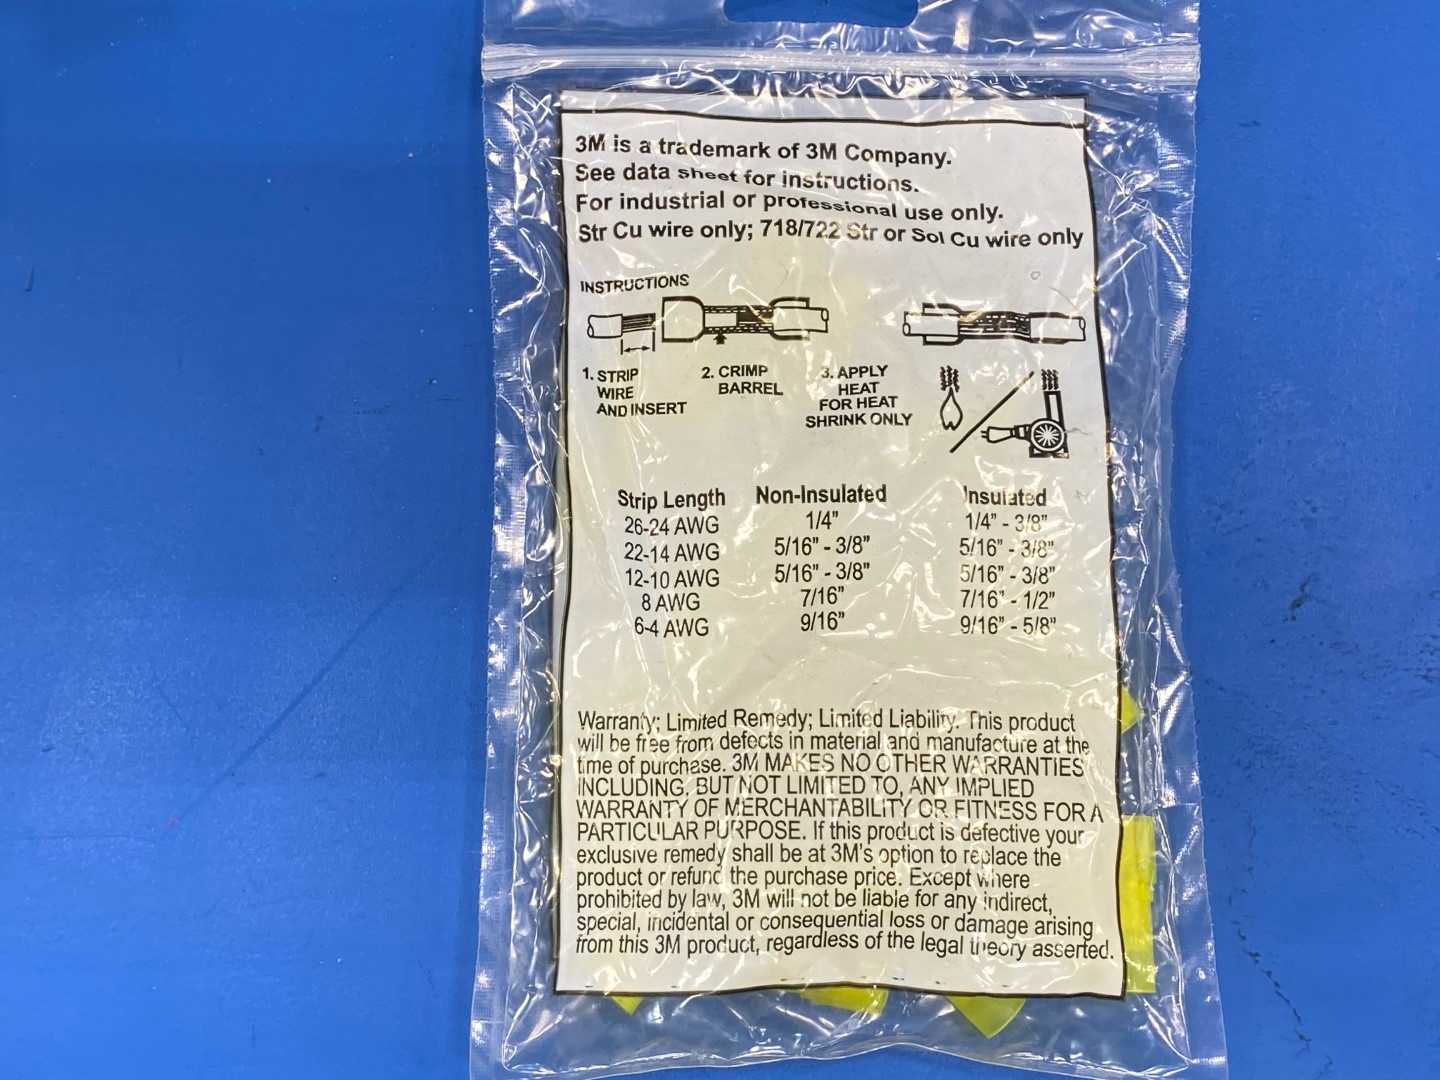 3M is a trademark of 3M Company.
See data sheet for instructions.
For industrial or professional use only.
Str Cu wire only; 718/722 Str or Sol Cu wire only
INSTRUCTIONS
1. STRIP
WIRE
AND INSERT
2. CRIMP
BARREL
3. APPLY
HEAT
FOR HEAT
SHRINK ONLY
Strip Length Non-Insulated Insulated
26-24 AWG 1/4” 1/4” - 3/8”
22-14 AWG 5/16” - 3/8” 5/16” - 3/8”
12-10 AWG 5/16” - 3/8” 5/16” - 3/8”
8 AWG 7/16” 7/16” - 1/2”
6-4 AWG 9/16” 9/16” - 5/8”
Warranty; Limited Remedy; Limited Liability. This product
will be free from defects in material and manufacture at the
time of purchase. 3M MAKES NO OTHER WARRANTIES
INCLUDING, BUT NOT LIMITED TO, ANY IMPLIED
WARRANTY OF MERCHANTABILITY OR FITNESS FOR A
PARTICULAR PURPOSE. If this product is defective your
exclusive remedy shall be at 3M’s option to replace the
product or refund the purchase price. Except where
prohibited by law, 3M will not be liable for any indirect,
special, incidental or consequential loss or damage arising
from this 3M product, regardless of the legal theory asserted.